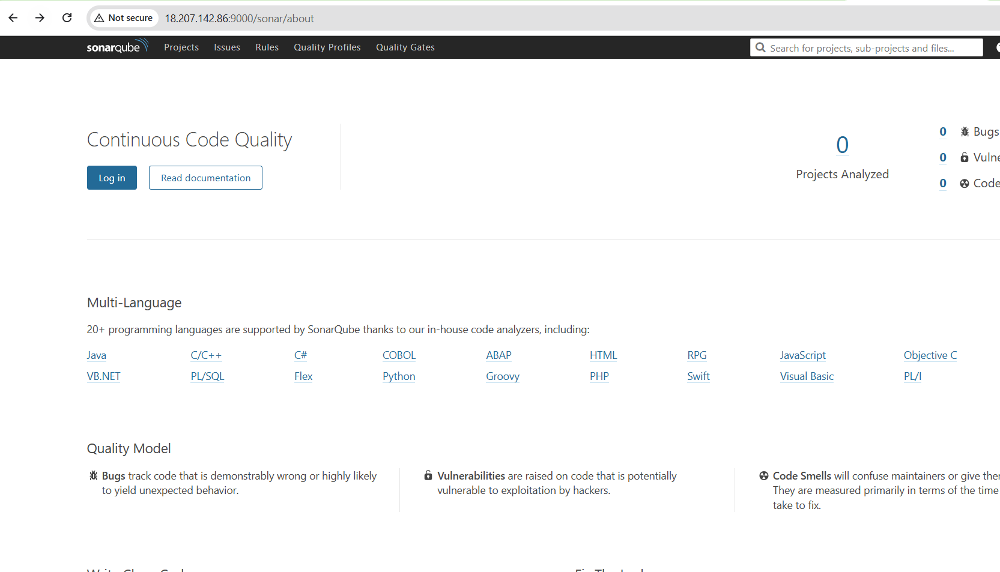 Not secure 18.207.142.86:9000/sonar/about
sonarqube Projects Issues Rules Quality Profiles Quality Gates Search for projects, sub-projects and files...
Continuous Code Quality
Log in Read documentation
0
Projects Analyzed
0 Bugs
0 Vulne
0 Code
Multi-Language
20+ programming languages are supported by SonarQube thanks to our in-house code analyzers, including:
Java C/C++ C# COBOL ABAP HTML RPG JavaScript Objective C
VB.NET PL/SQL Flex Python Groovy PHP Swift Visual Basic PL/I
Quality Model
Bugs track code that is demonstrably wrong or highly likely
to yield unexpected behavior.
Vulnerabilities are raised on code that is potentially
vulnerable to exploitation by hackers.
Code Smells will confuse maintainers or give the
They are measured primarily in terms of the time
take to fix.